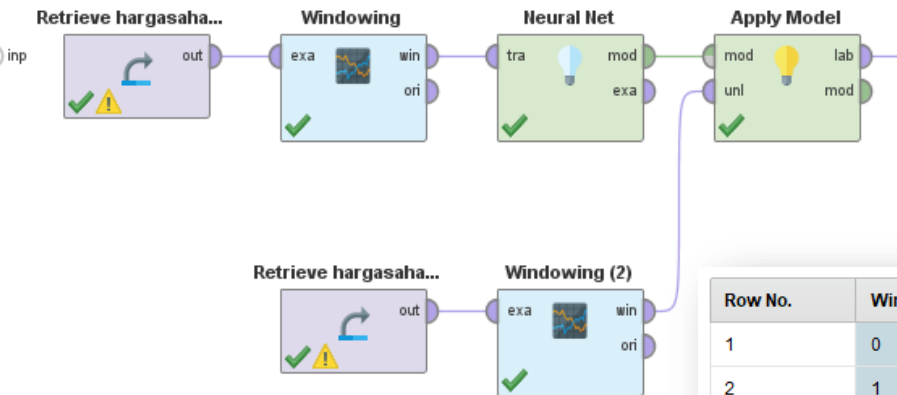 Retrieve hargasaha... Windowing Neural Net Apply Model
inp out exa win tra mod mod lab
ori exa unl mod
Retrieve hargasaha... Windowing (2)
out exa win
ori
Row No. Win
1 0
2 1